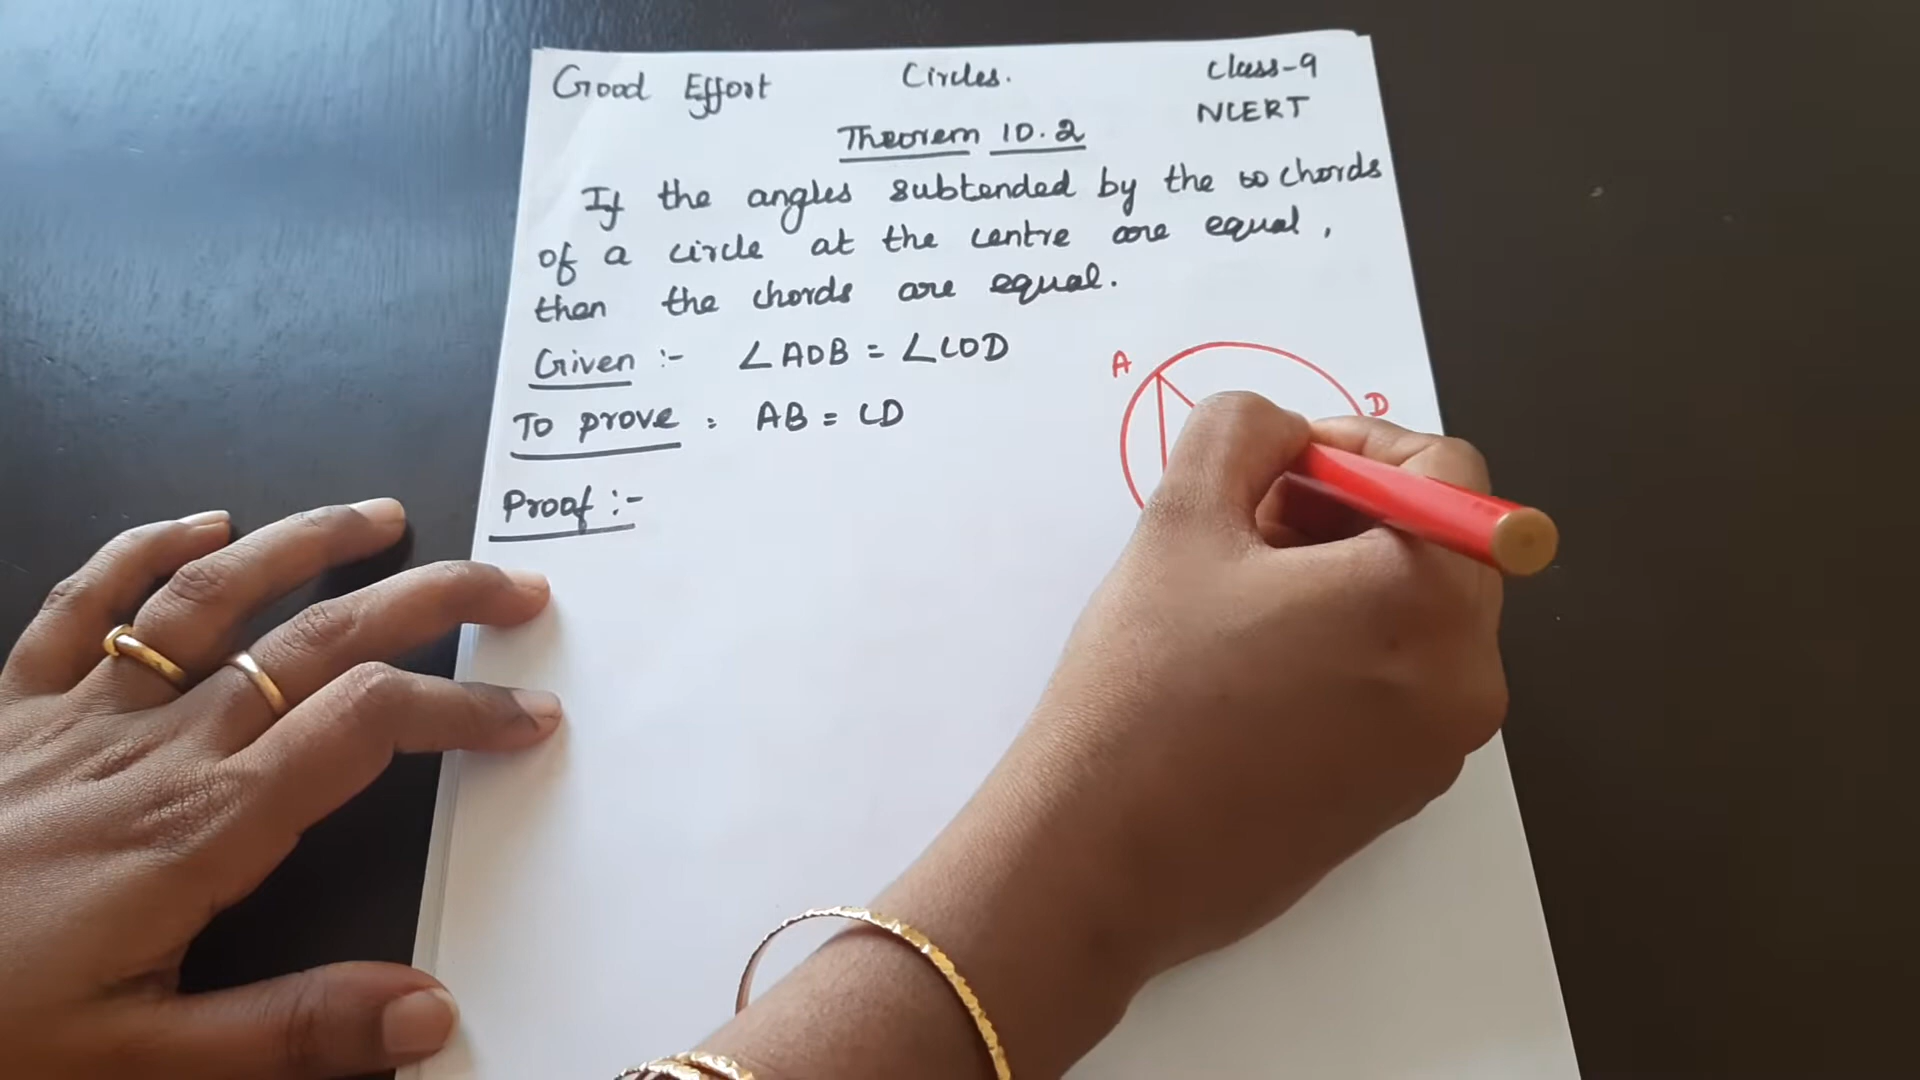 Good Effort Circles. Class-9
NCERT
Theorem 10.2
If the angles subtended by the chords
of a circle at the centre are equal,
then the chords are equal.
Given :- ∠AOB = ∠COD
To prove : AB = CD
Proof :-
A
D